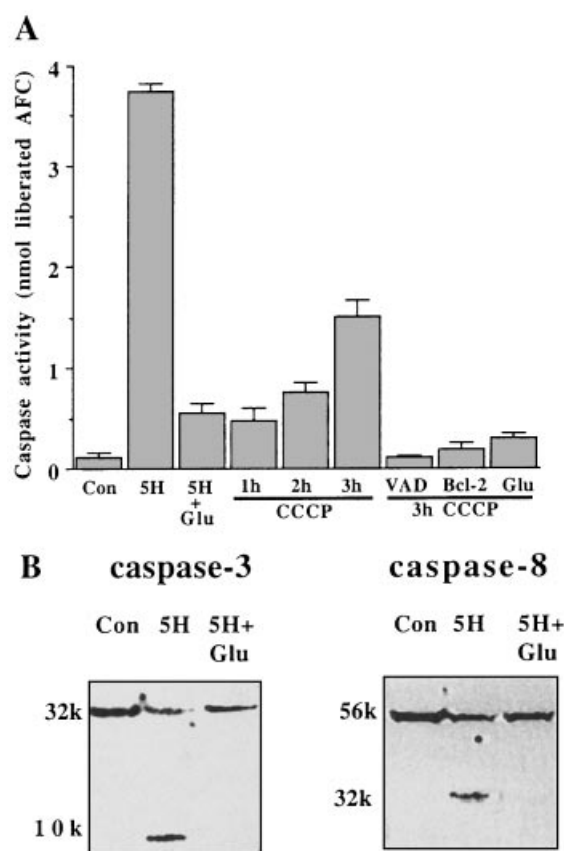 A
Caspase activity (nmol liberated AFC)
4
3
2
1
0
Con
5H
5H
+
Glu
1h
2h
3h
CCCP
VAD
Bcl-2
Glu
3h CCCP
B
caspase-3
caspase-8
Con 5H 5H+
Glu
Con 5H 5H+
Glu
32k
10k
56k
32k